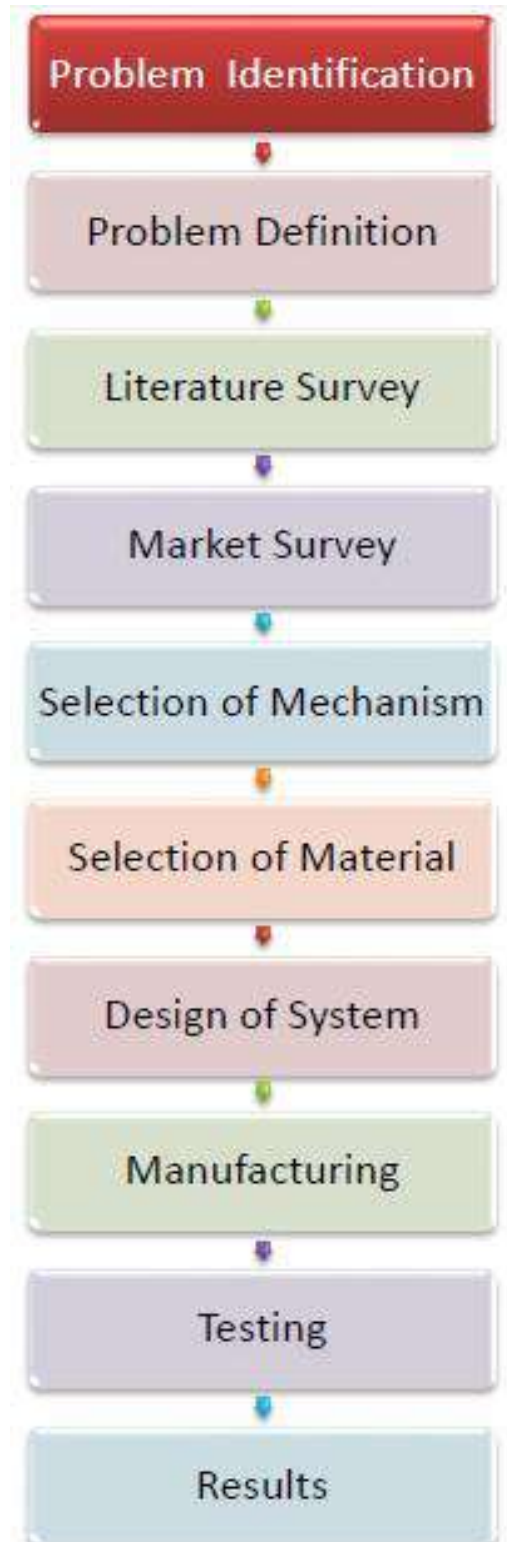 Problem Identification
Problem Definition
Literature Survey
Market Survey
Selection of Mechanism
Selection of Material
Design of System
Manufacturing
Testing
Results